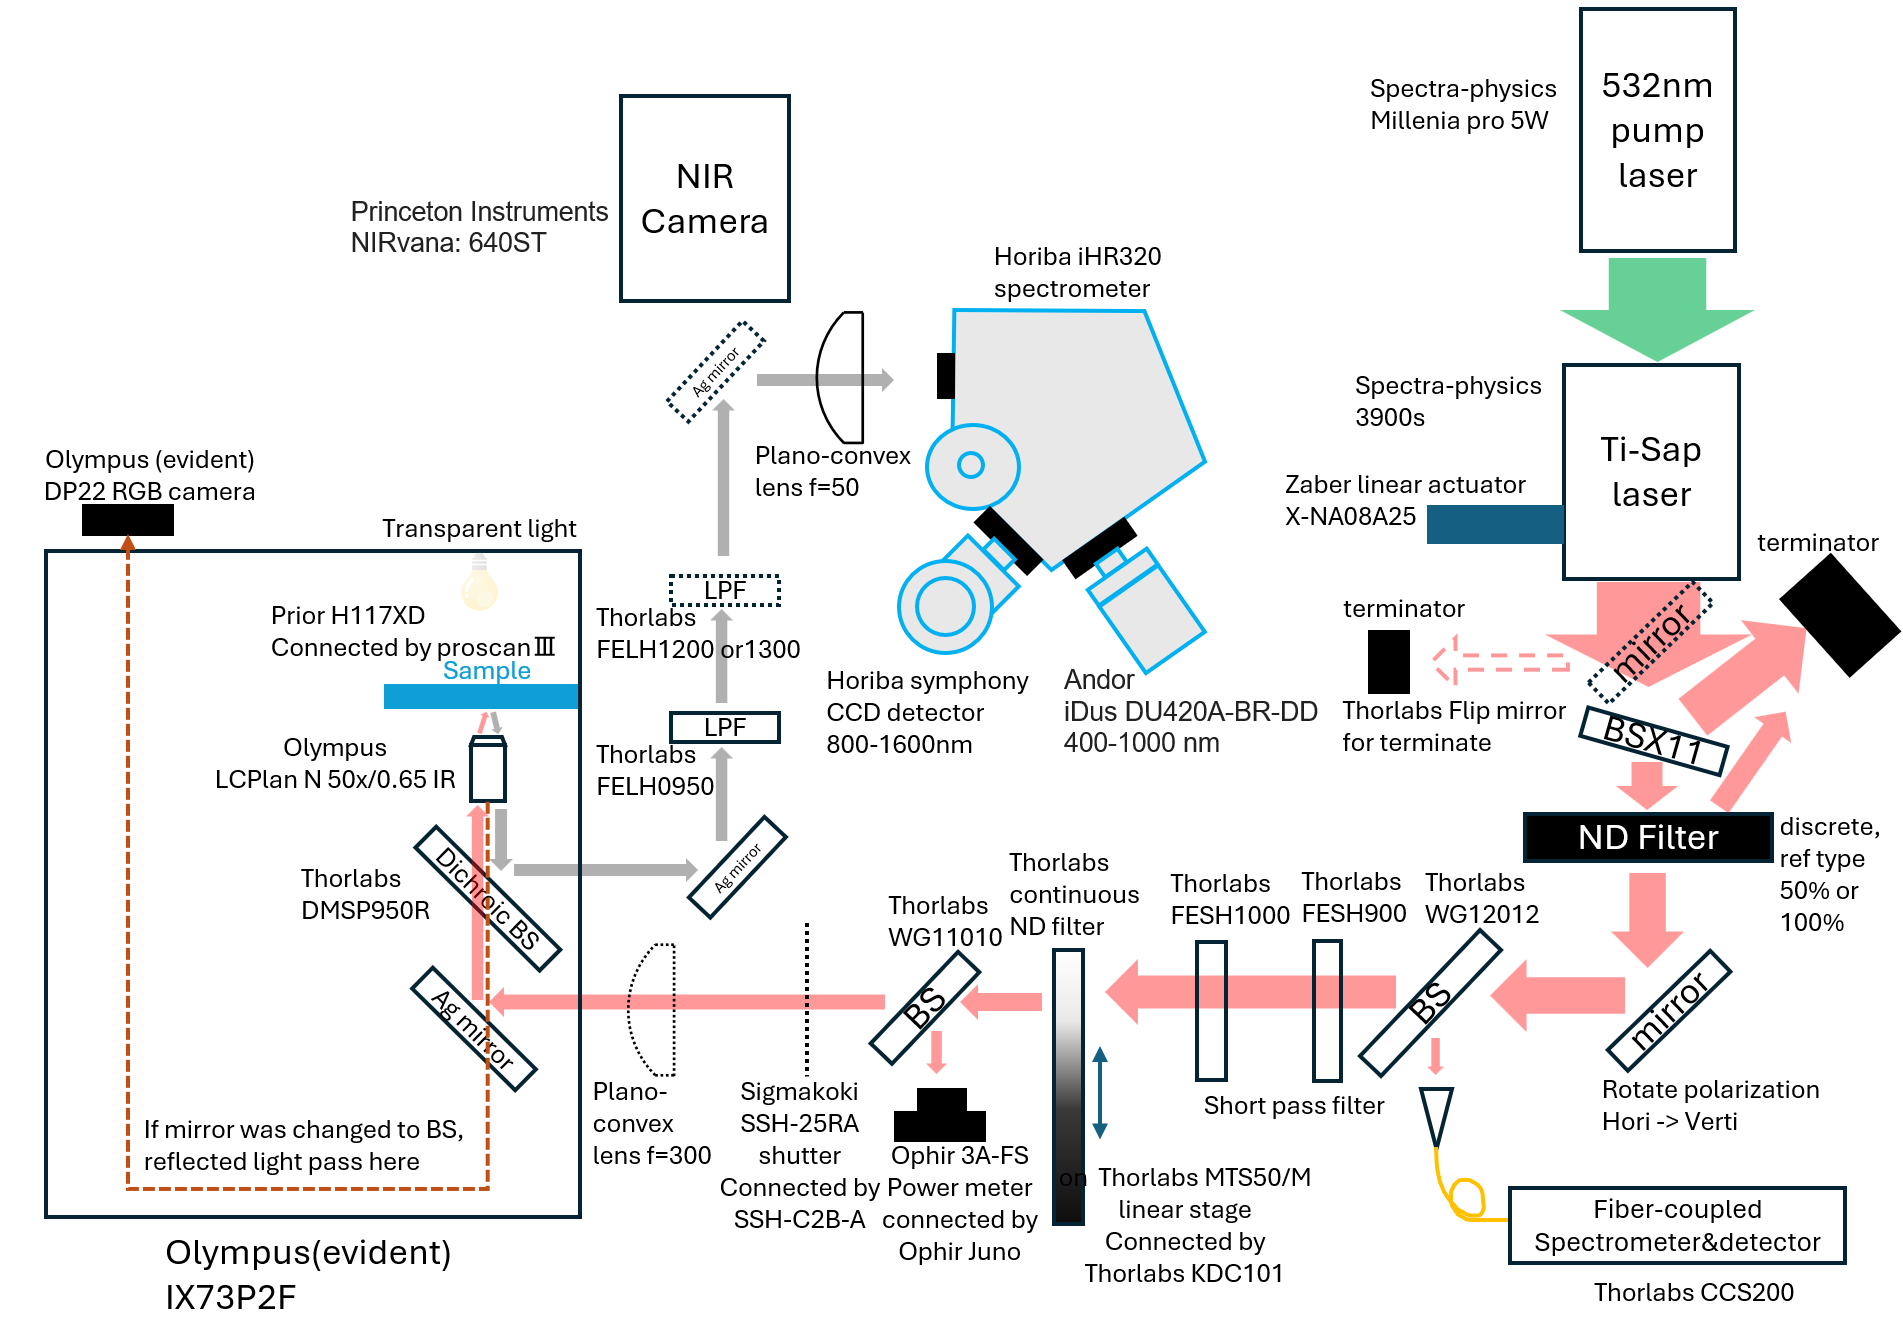 532nm
pump
laser
Spectra-physics
Millenia pro 5W
NIR
Camera
Princeton Instruments
NIRvana: 640ST
Horiba iHR320
spectrometer
Ag mirror
Plano-convex
lens f=50
Spectra-physics
3900s
Ti-Sap
laser
Zaber linear actuator
X-NA08A25
Olympus (evident)
DP22 RGB camera
Transparent light
terminator
terminator
mirror
Prior H117XD
Connected by proscanⅢ
Sample
LPF
Thorlabs
FELH1200 or1300
Horiba symphony
CCD detector
800-1600nm
Andor
iDus DU420A-BR-DD
400-1000 nm
Thorlabs Flip mirror
for terminate
BSX11
LPF
Thorlabs
FELH0950
Olympus
LCPlan N 50x/0.65 IR
ND Filter
discrete,
ref type
50% or
100%
Dichroic BS
Thorlabs
DMSP950R
Ag mirror
Thorlabs
continuous
ND filter
Thorlabs
FESH1000
Thorlabs
FESH900
Thorlabs
WG12012
Thorlabs
WG11010
BS
BS
mirror
Ag mirror
Rotate polarization
Hori -> Verti
Short pass filter
If mirror was changed to BS,
reflected light pass here
Plano-
convex
lens f=300
Sigmakoki
SSH-25RA
shutter
Connected by
SSH-C2B-A
Ophir 3A-FS
Power meter
connected by
Ophir Juno
on Thorlabs MTS50/M
linear stage
Connected by
Thorlabs KDC101
Fiber-coupled
Spectrometer&detector
Thorlabs CCS200
Olympus(evident)
IX73P2F